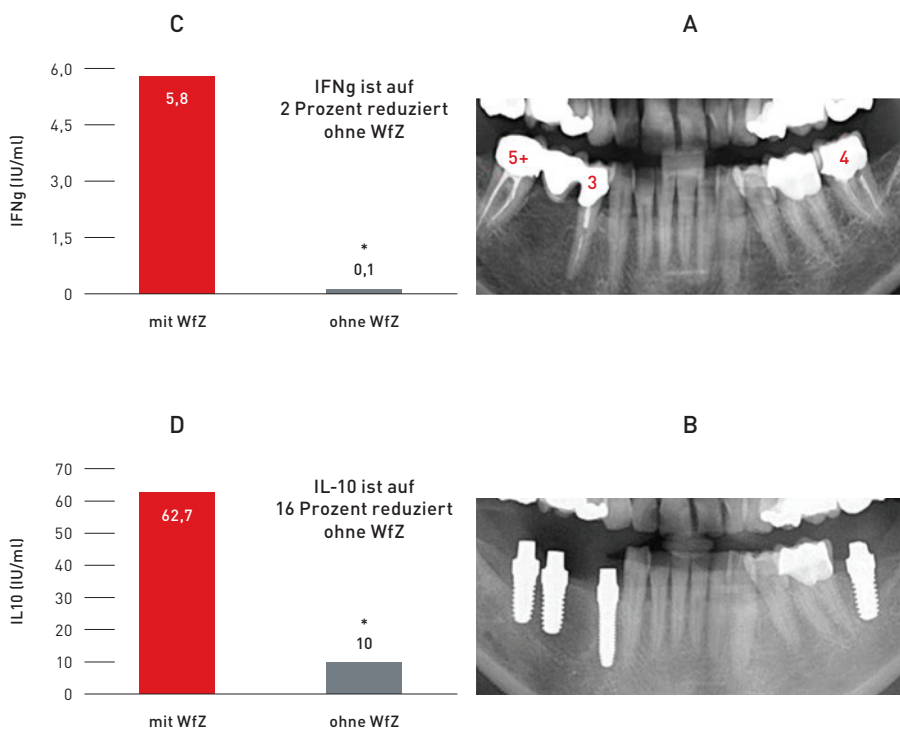 C
6,0
4,5
3,0
1,5
0
IFNg (IU/ml)
5,8
IFNg ist auf
2 Prozent reduziert
ohne WfZ
*
0,1
mit WfZ
ohne WfZ
A
5+
3
4
D
70
60
50
40
30
20
10
0
IL10 (IU/ml)
62,7
IL-10 ist auf
16 Prozent reduziert
ohne WfZ
*
10
mit WfZ
ohne WfZ
B